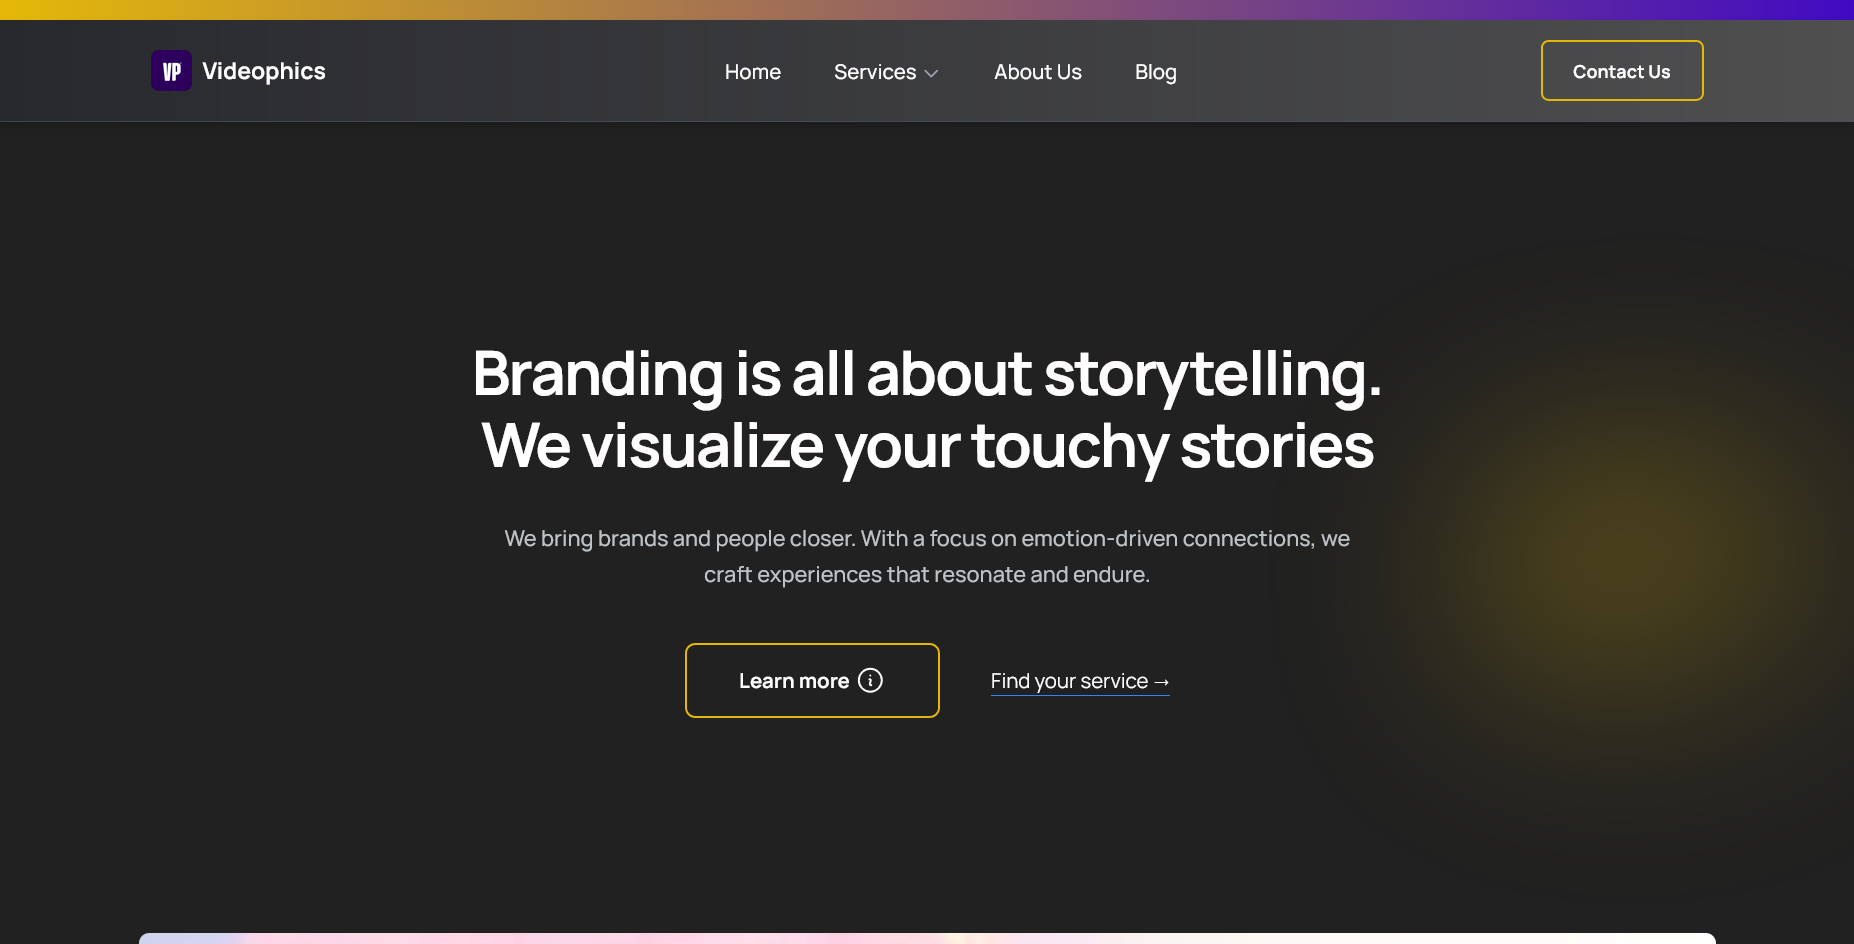 VP Videophics
Home Services About Us Blog
Contact Us
Branding is all about storytelling.
We visualize your touchy stories
We bring brands and people closer. With a focus on emotion-driven connections, we
craft experiences that resonate and endure.
Learn more
Find your service →